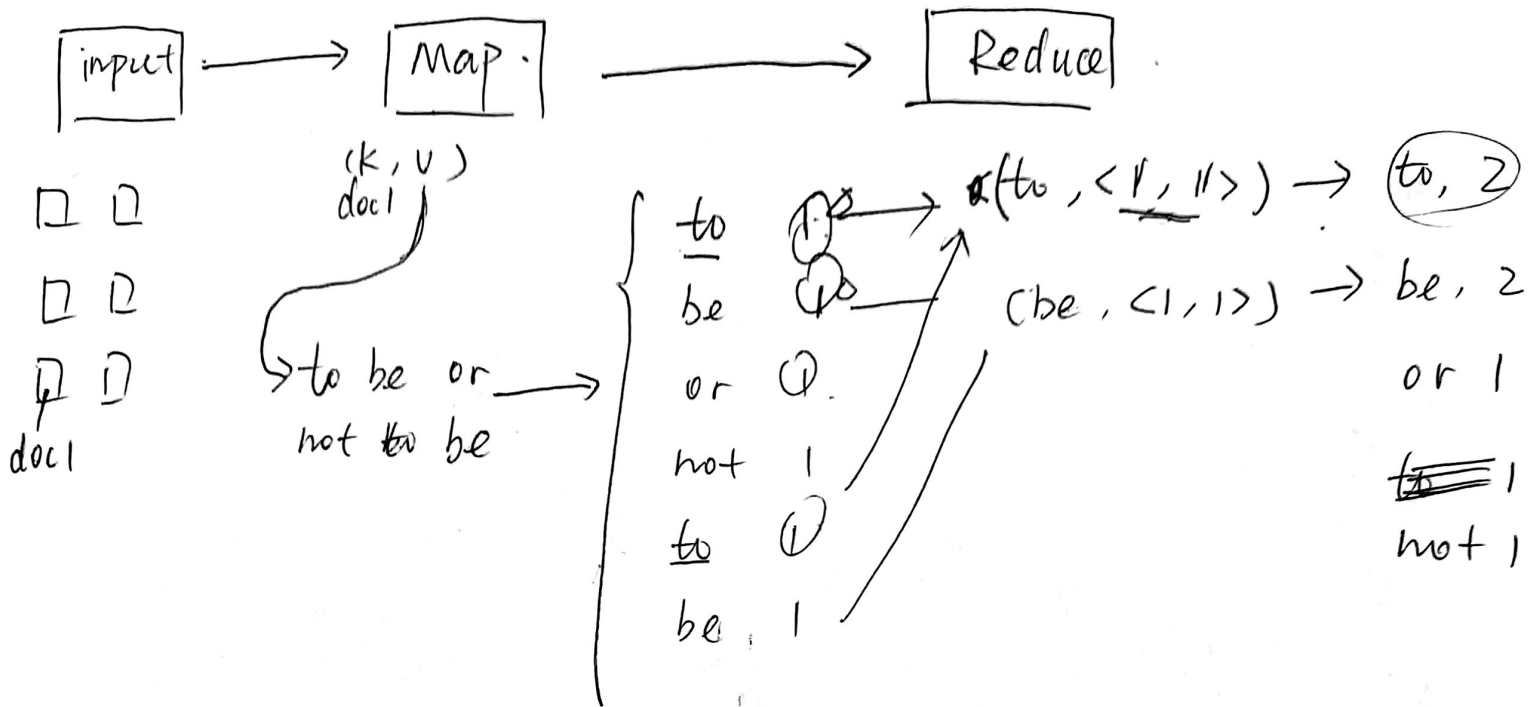 input → Map. → Reduce
(K, V)
doc1
to 1 → (to, <1, 1>) → to, 2
be 1 (be, <1, 1>) → be, 2
to be or → or 1 or 1
not to be not 1 1
doc1
to 1 not 1
be, 1